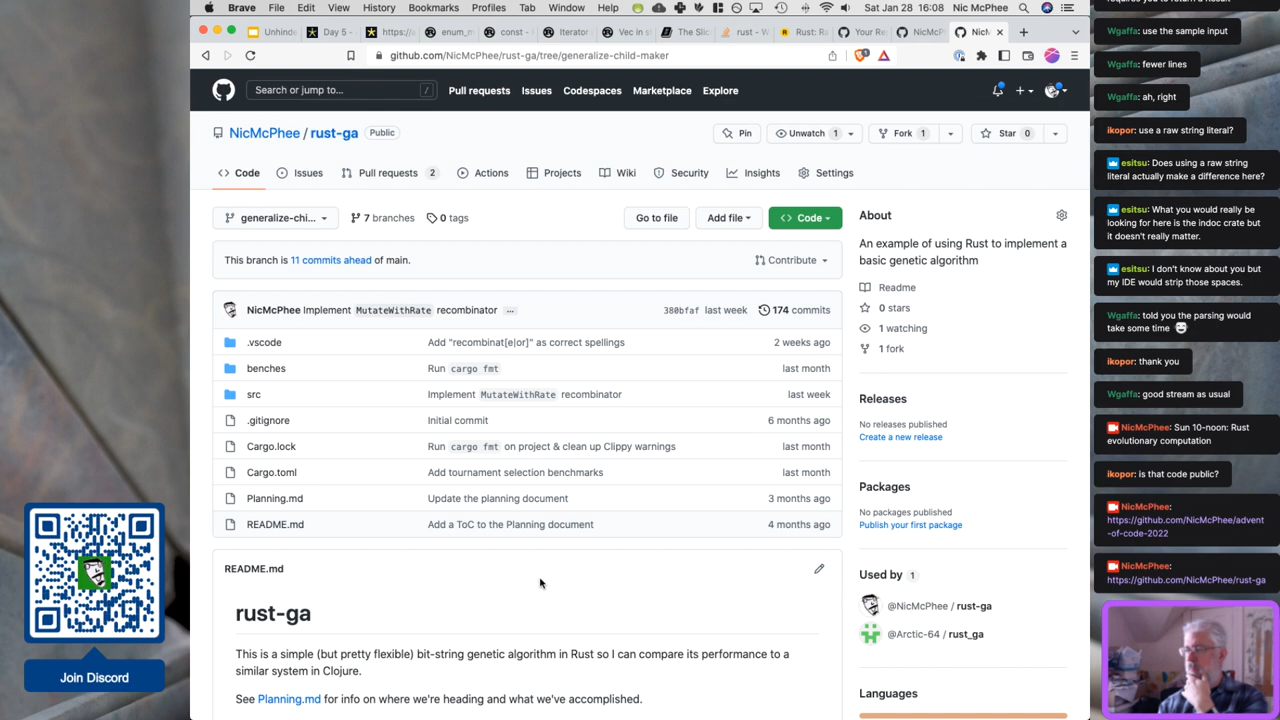 Brave File Edit View History Bookmarks Profiles Tab Window Help Sat Jan 28 16:08 Nic McPhee
Unhind
Day 5 -
https://
enum_m
const -
Iterator
Vec in s
The Slic
rust - W
Rust: Ra
Your Re
NicMcP
NicM
github.com/NicMcPhee/rust-ga/tree/generalize-child-maker
Search or jump to... /
Pull requests Issues Codespaces Marketplace Explore
NicMcPhee / rust-ga Public
Pin Unwatch 1 Fork 1 Star 0
Code Issues Pull requests 2 Actions Projects Wiki Security Insights Settings
generalize-chi... 7 branches 0 tags Go to file Add file Code
This branch is 11 commits ahead of main. Contribute
NicMcPhee Implement MutateWithRate recombinator ... 380bfaf last week 174 commits
.vscode Add "recombinat[e|or]" as correct spellings 2 weeks ago
benches Run cargo fmt last month
src Implement MutateWithRate recombinator last week
.gitignore Initial commit 6 months ago
Cargo.lock Run cargo fmt on project & clean up Clippy warnings last month
Cargo.toml Add tournament selection benchmarks last month
Planning.md Update the planning document 3 months ago
README.md Add a ToC to the Planning document 4 months ago
README.md
rust-ga
This is a simple (but pretty flexible) bit-string genetic algorithm in Rust so I can compare its performance to a
similar system in Clojure.
See Planning.md for info on where we're heading and what we've accomplished.
About
An example of using Rust to implement a
basic genetic algorithm
Readme
0 stars
1 watching
1 fork
Releases
No releases published
Create a new release
Packages
No packages published
Publish your first package
Used by 1
@NicMcPhee / rust-ga
@Arctic-64 / rust_ga
Languages
Join Discord
Wgaffa: use the sample input
Wgaffa: fewer lines
Wgaffa: ah, right
ikopor: use a raw string literal?
esitsu: Does using a raw string
literal actually make a difference here?
esitsu: What you would really be
looking for here is the indoc crate but
it doesn't really matter.
esitsu: I don't know about you but
my IDE would strip those spaces.
Wgaffa: told you the parsing would
take some time
ikopor: thank you
Wgaffa: good stream as usual
NicMcPhee: Sun 10-noon: Rust
evolutionary computation
ikopor: is that code public?
NicMcPhee:
https://github.com/NicMcPhee/advent
-of-code-2022
NicMcPhee:
https://github.com/NicMcPhee/rust-ga